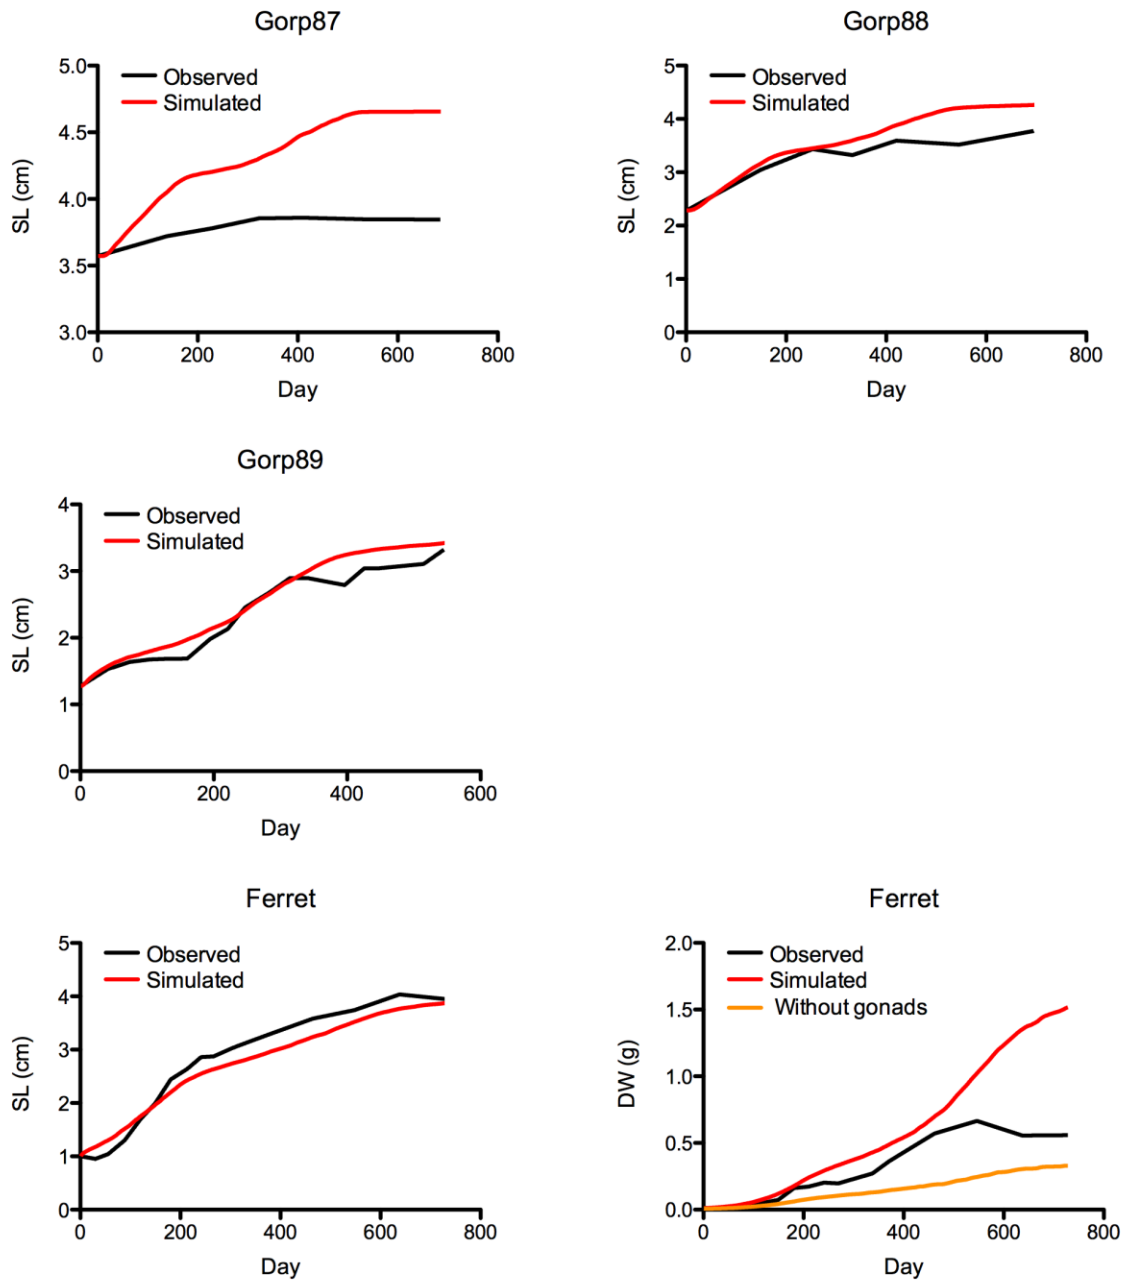 Gorp87
5.0
4.5
4.0
3.5
3.0
SL (cm)
Observed
Simulated
0 200 400 600 800
Day
Gorp88
5
4
3
2
1
0
SL (cm)
Observed
Simulated
0 200 400 600 800
Day
Gorp89
4
3
2
1
0
SL (cm)
Observed
Simulated
0 200 400 600
Day
Ferret
5
4
3
2
1
0
SL (cm)
Observed
Simulated
0 200 400 600 800
Day
Ferret
2.0
1.5
1.0
0.5
0.0
DW (g)
Observed
Simulated
Without gonads
0 200 400 600 800
Day